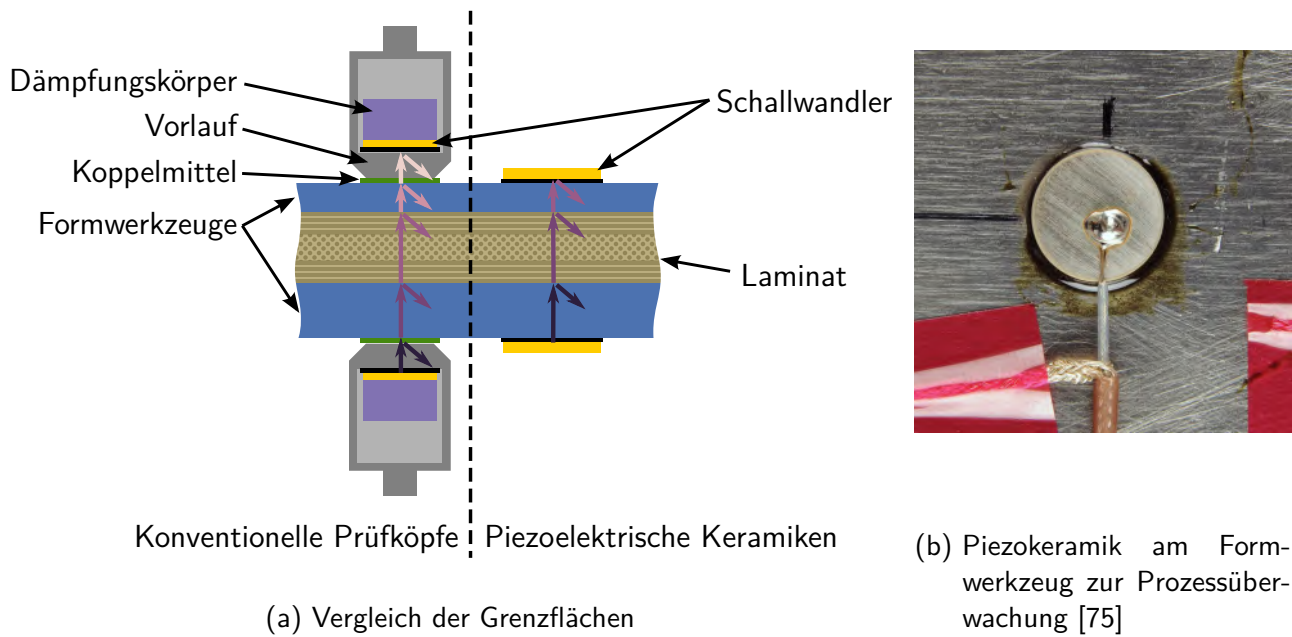 Dämpfungskörper
Vorlauf
Koppelmittel
Formwerkzeuge
Schallwandler
Laminat
Konventionelle Prüfköpfe
Piezoelektrische Keramiken
(a) Vergleich der Grenzflächen
(b) Piezokeramik am Form-
werkzeug zur Prozessüber-
wachung [75]